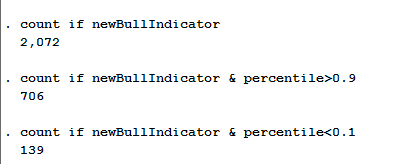 . count if newBullIndicator
2,072
. count if newBullIndicator & percentile>0.9
706
. count if newBullIndicator & percentile<0.1
139